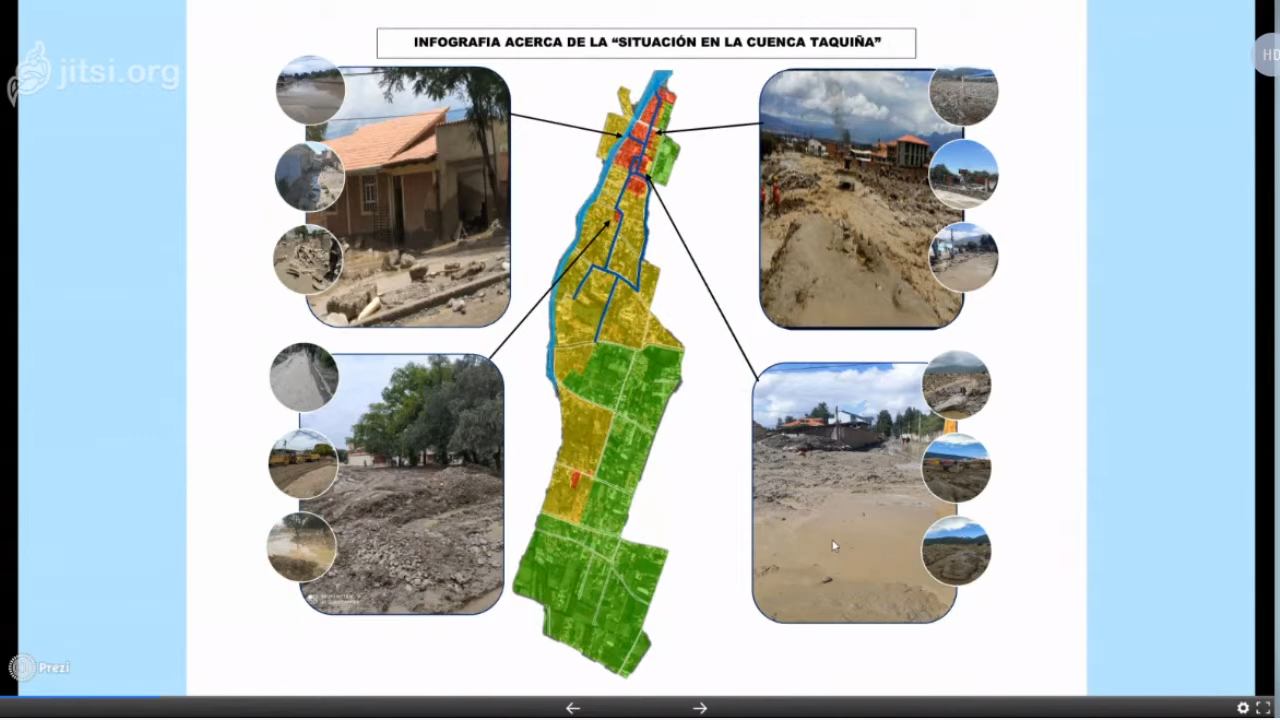 INFOGRAFIA ACERCA DE LA “SITUACIÓN EN LA CUENCA TAQUIÑA”
jitsi.org
HD
Prezi